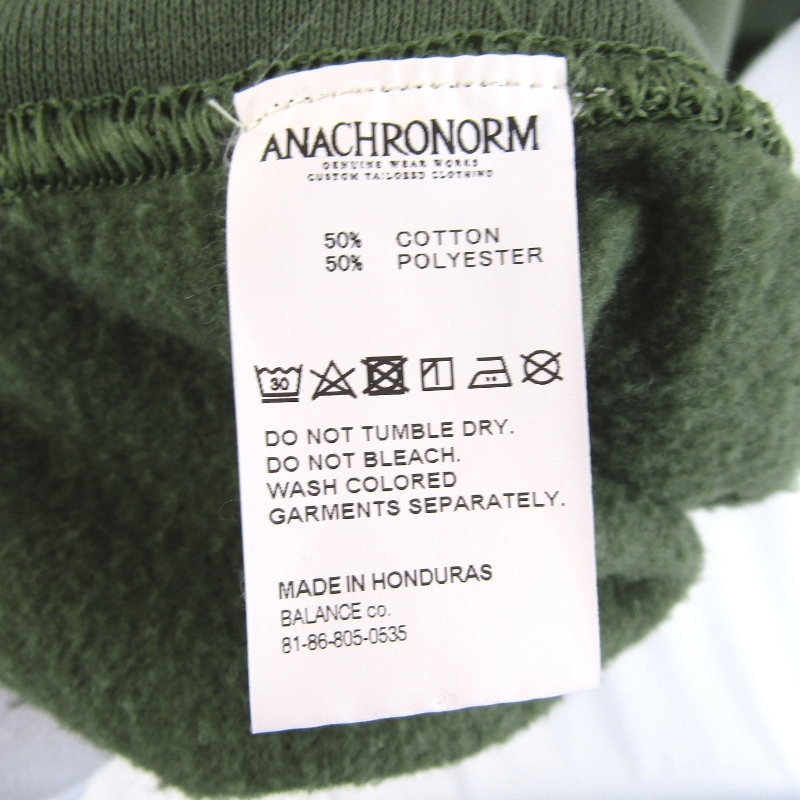 ANACHRONORM
GENUINE WEAR WORKS
CUSTOM TAILORED CLOTHING
50% COTTON
50% POLYESTER
30
DO NOT TUMBLE DRY.
DO NOT BLEACH.
WASH COLORED
GARMENTS SEPARATELY.
MADE IN HONDURAS
BALANCE co.
81-86-805-0535